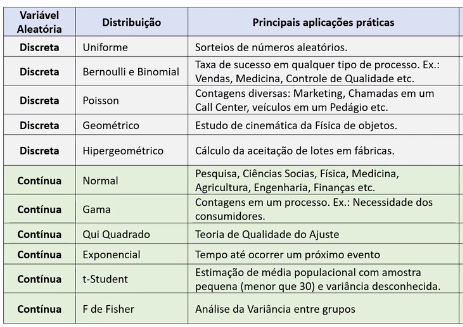 Variável Aleatória | Distribuição | Principais aplicações práticas
Discreta | Uniforme | Sorteios de números aleatórios.
Discreta | Bernoulli e Binomial | Taxa de sucesso em qualquer tipo de processo. Ex.:
Vendas, Medicina, Controle de Qualidade etc.
Discreta | Poisson | Contagens diversas: Marketing, Chamadas em um
Call Center, veículos em um Pedágio etc.
Discreta | Geométrico | Estudo de cinemática da Física de objetos.
Discreta | Hipergeométrico | Cálculo da aceitação de lotes em fábricas.
Contínua | Normal | Pesquisa, Ciências Socias, Física, Medicina,
Agricultura, Engenharia, Finanças etc.
Contínua | Gama | Contagens em um processo. Ex.: Necessidade dos
consumidores.
Contínua | Qui Quadrado | Teoria de Qualidade do Ajuste
Contínua | Exponencial | Tempo até ocorrer um próximo evento
Contínua | t-Student | Estimação de média populacional com amostra
pequena (menor que 30) e variância desconhecida.
Contínua | F de Fisher | Análise da Variância entre grupos